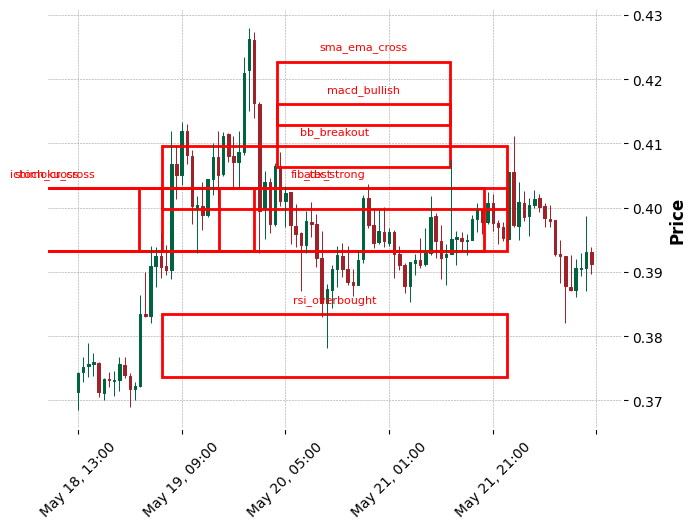 0.43
sma_ema_cross
0.42
macd_bullish
bb_breakout
0.41
0.40
Price
0.39
rsi_overbought
0.38
0.37
May 18, 13:00
May 19, 09:00
May 20, 05:00
May 21, 01:00
May 21, 21:00